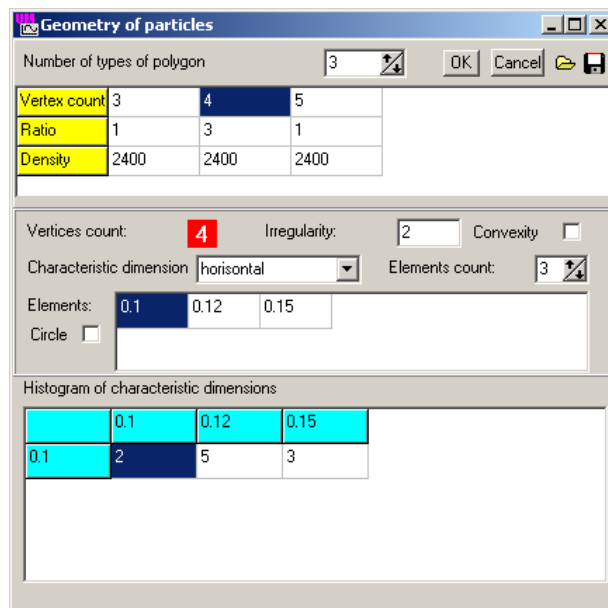 Geometry of particles
Number of types of polygon 3 OK Cancel
Vertex count 3 4 5
Ratio 1 3 1
Density 2400 2400 2400
Vertices count: 4 Irregularity: 2 Convexity
Characteristic dimension horisontal Elements count: 3
Elements: 0.1 0.12 0.15
Circle
Histogram of characteristic dimensions
0.1 0.12 0.15
0.1 2 5 3